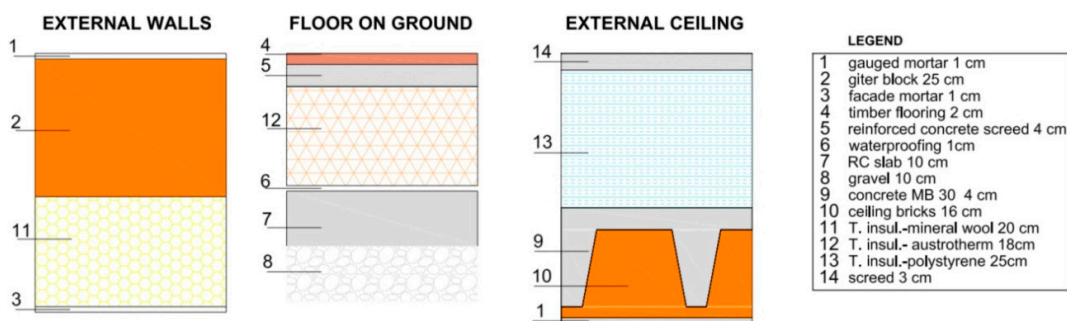 EXTERNAL WALLS
1
2
11
3
FLOOR ON GROUND
4
5
12
6
7
8
EXTERNAL CEILING
14
13
9
10
1
LEGEND
1 gauged mortar 1 cm
2 giter block 25 cm
3 facade mortar 1 cm
4 timber flooring 2 cm
5 reinforced concrete screed 4 cm
6 waterproofing 1cm
7 RC slab 10 cm
8 gravel 10 cm
9 concrete MB 30 4 cm
10 ceiling bricks 16 cm
11 T. insul.-mineral wool 20 cm
12 T. insul.- austrotherm 18cm
13 T. insul.-polystyrene 25cm
14 screed 3 cm